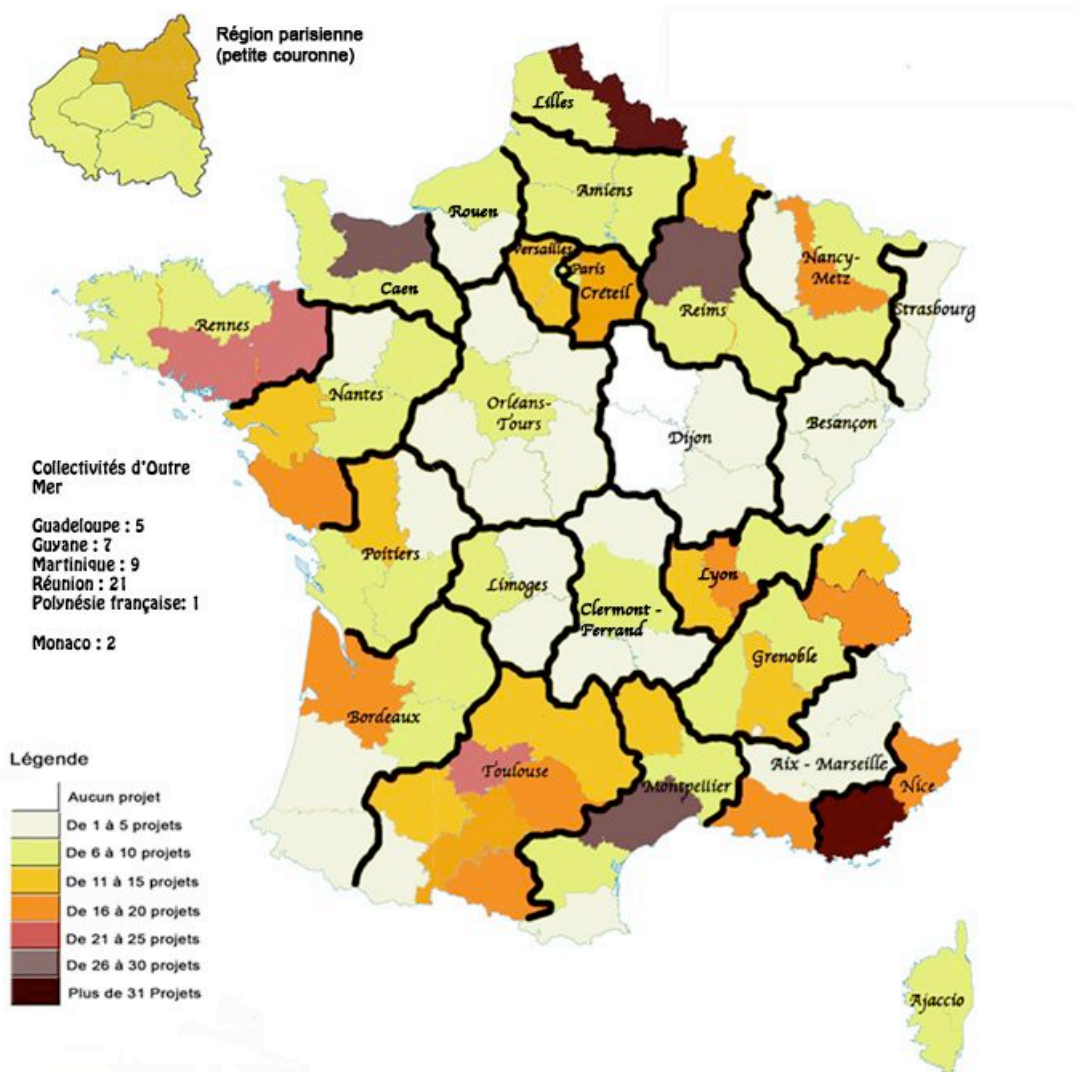 Région parisienne
(petite couronne)
Lilles
Amiens
Rouen
Versailles
Paris
Créteil
Caen
Reims
Nancy-
Metz
Strasbourg
Rennes
Nantes
Orléans-
Tours
Dijon
Besançon
Collectivités d'Outre
Mer
Guadeloupe : 5
Guyane : 7
Martinique : 9
Réunion : 21
Polynésie française: 1
Monaco : 2
Poitiers
Limoges
Clermont -
Ferrand
Lyon
Grenoble
Bordeaux
Toulouse
Montpellier
Aix - Marseille
Nice
Ajaccio
Légende
Aucun projet
De 1 à 5 projets
De 6 à 10 projets
De 11 à 15 projets
De 16 à 20 projets
De 21 à 25 projets
De 26 à 30 projets
Plus de 31 Projets